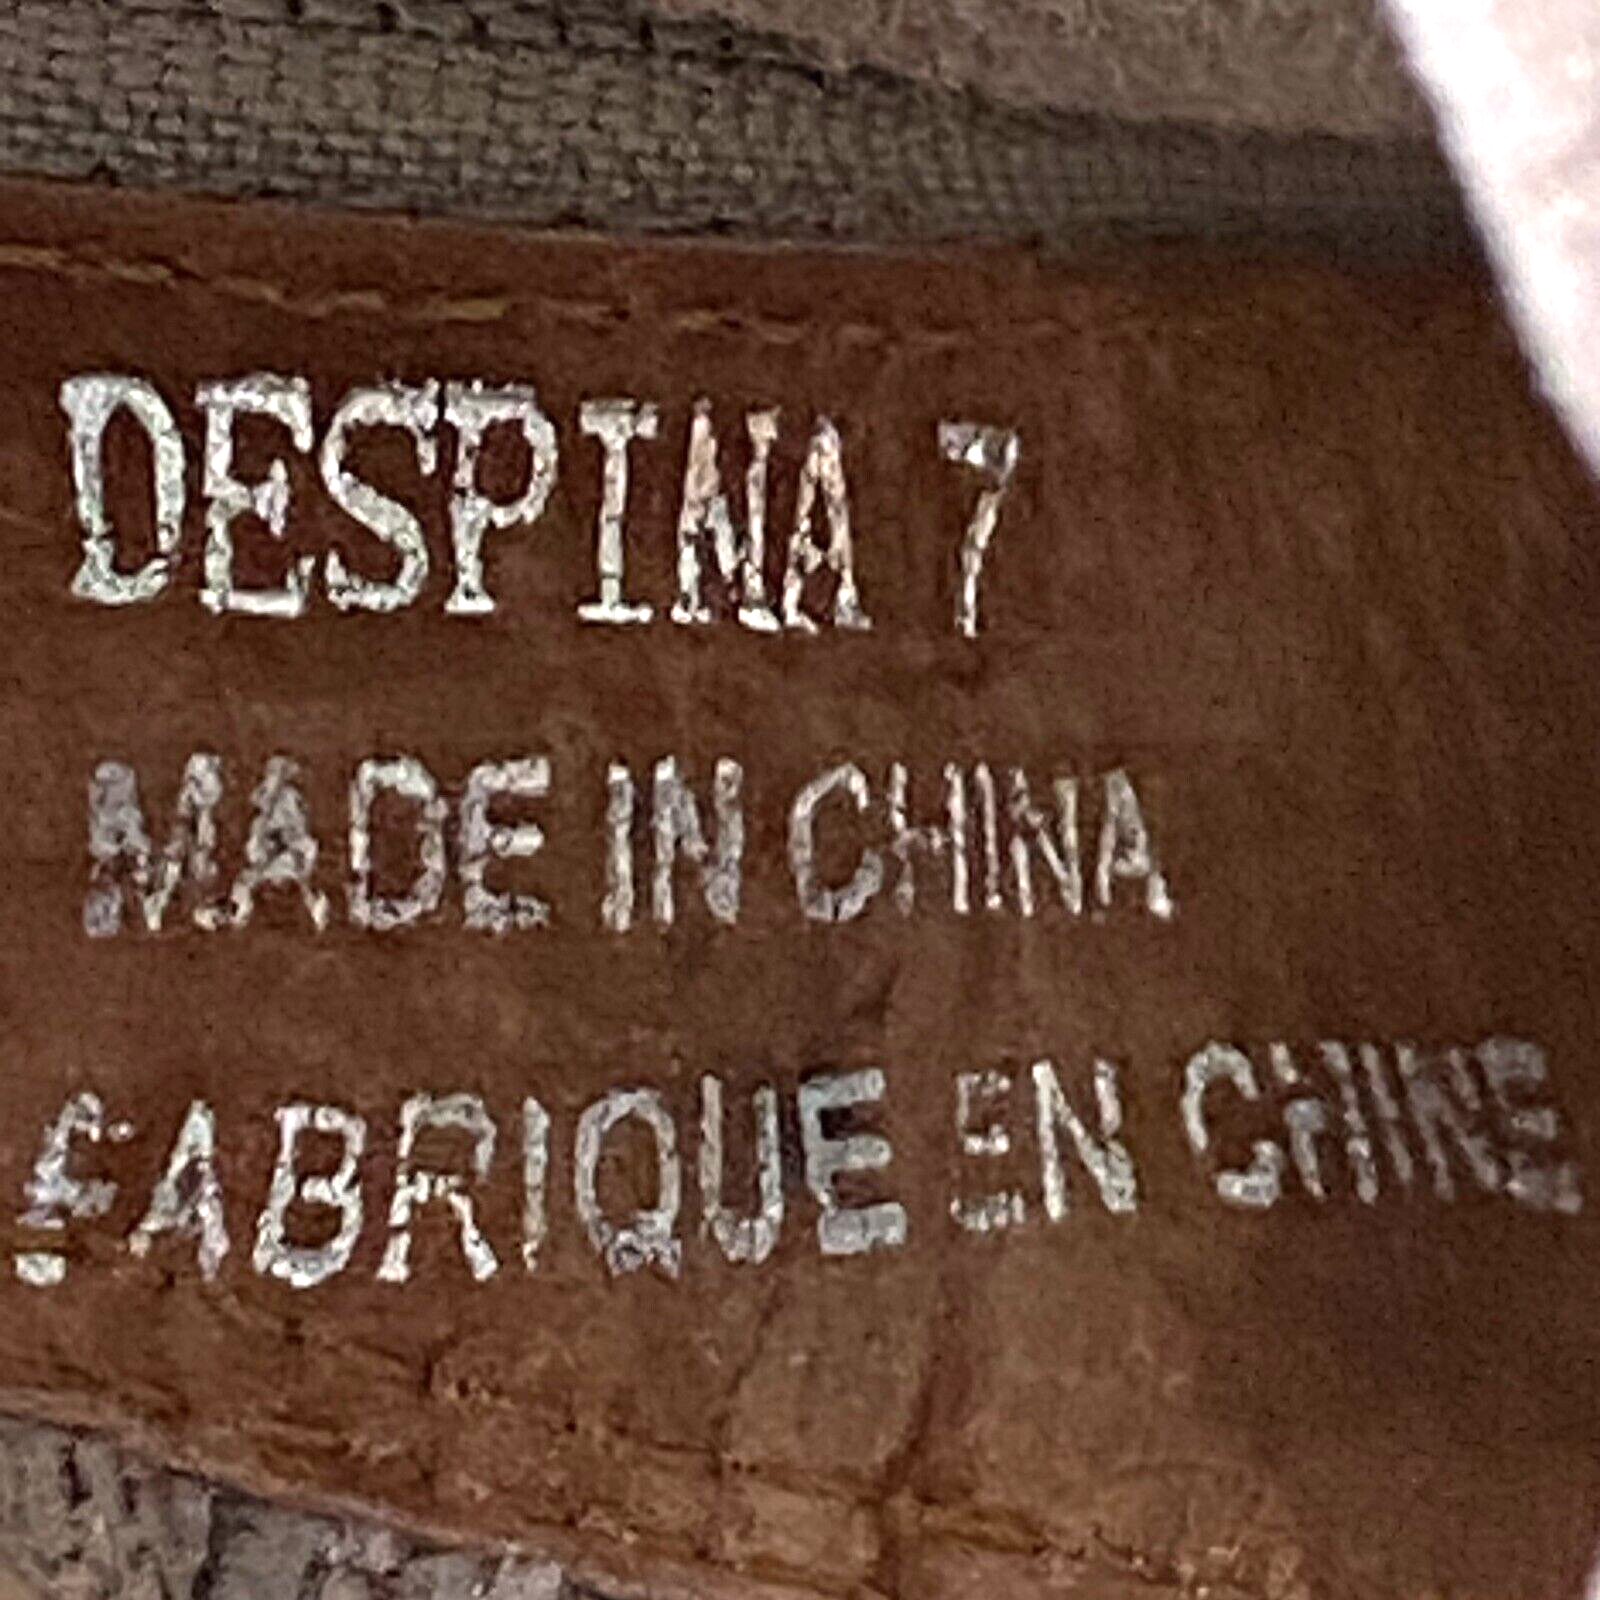 DESPINA 7
MADE IN CHINA
FABRIQUE EN CHINE